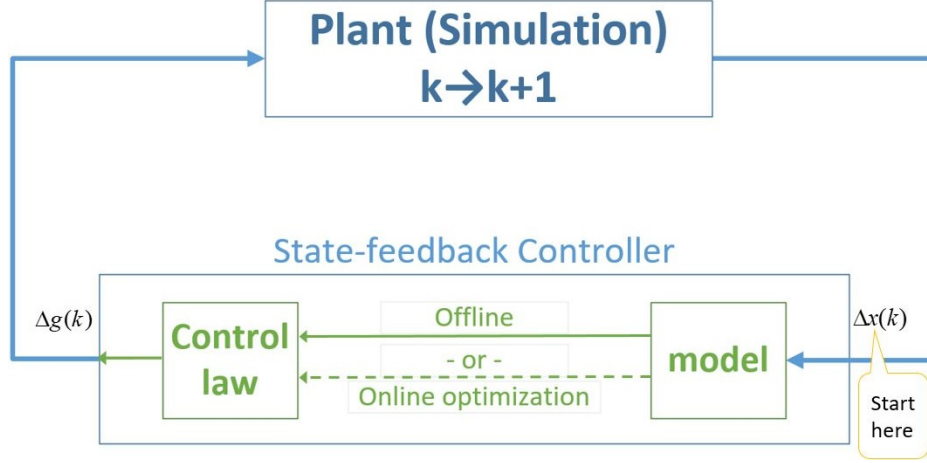 Plant (Simulation)
k→k+1
State-feedback Controller
Δg(k)
Control
law
Offline
- or -
Online optimization
model
Δx(k)
Start
here